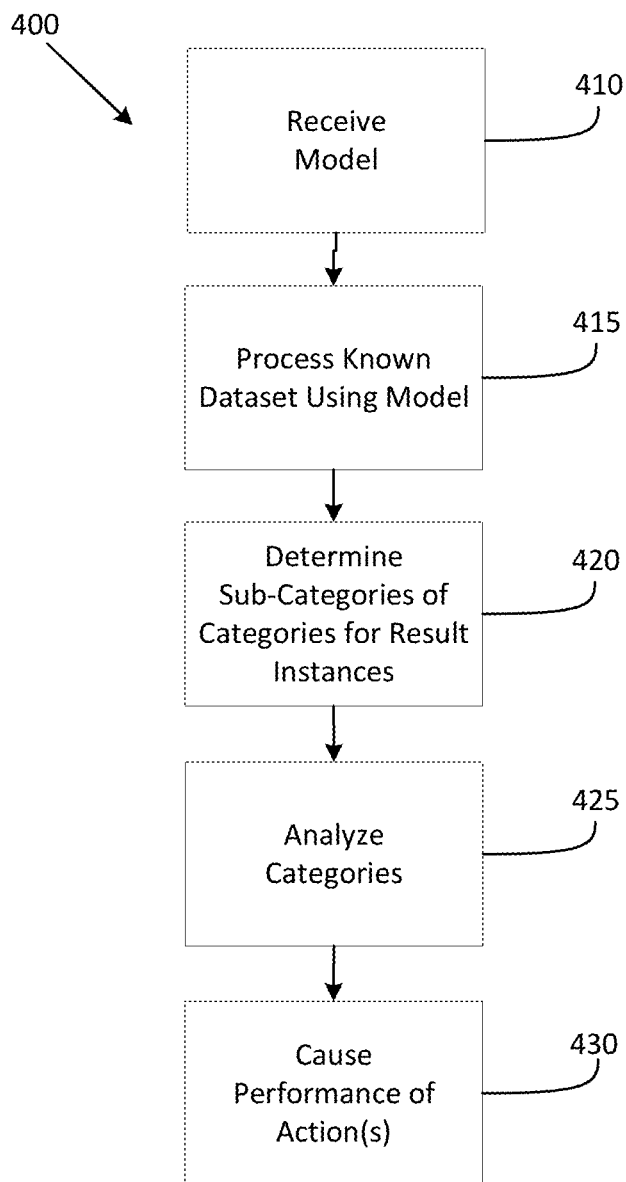 400
Receive
Model
410
Process Known
Dataset Using Model
415
Determine
Sub-Categories of
Categories for Result
Instances
420
Analyze
Categories
425
Cause
Performance of
Action(s)
430